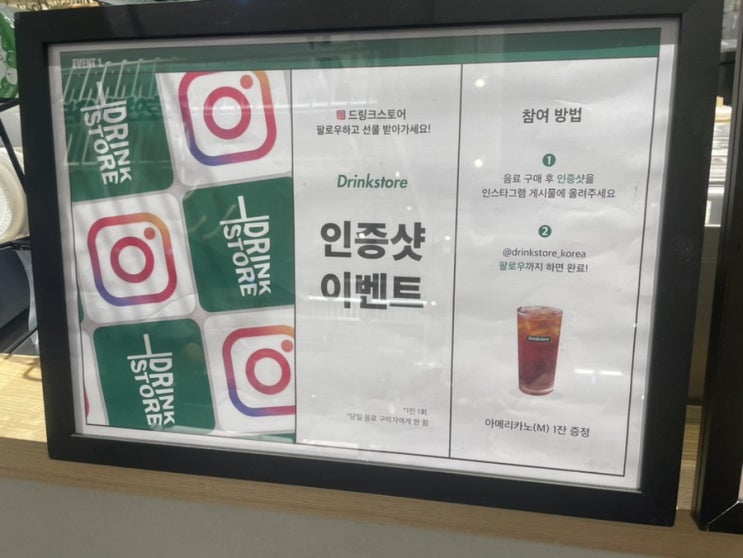 EVENT 1.
DRINK
STORE
DRINK
STORE
DRINK
STORE
드링크스토어
팔로우하고 선물 받아가세요!
Drinkstore
인증샷
이벤트
*1인 1회,
*당일 음료 구매자에게 한 함
참여 방법
1
음료 구매 후 인증샷을
인스타그램 게시물에 올려주세요
2
@drinkstore_korea
팔로우까지 하면 완료!
Drinkstore
아메리카노(M) 1잔 증정